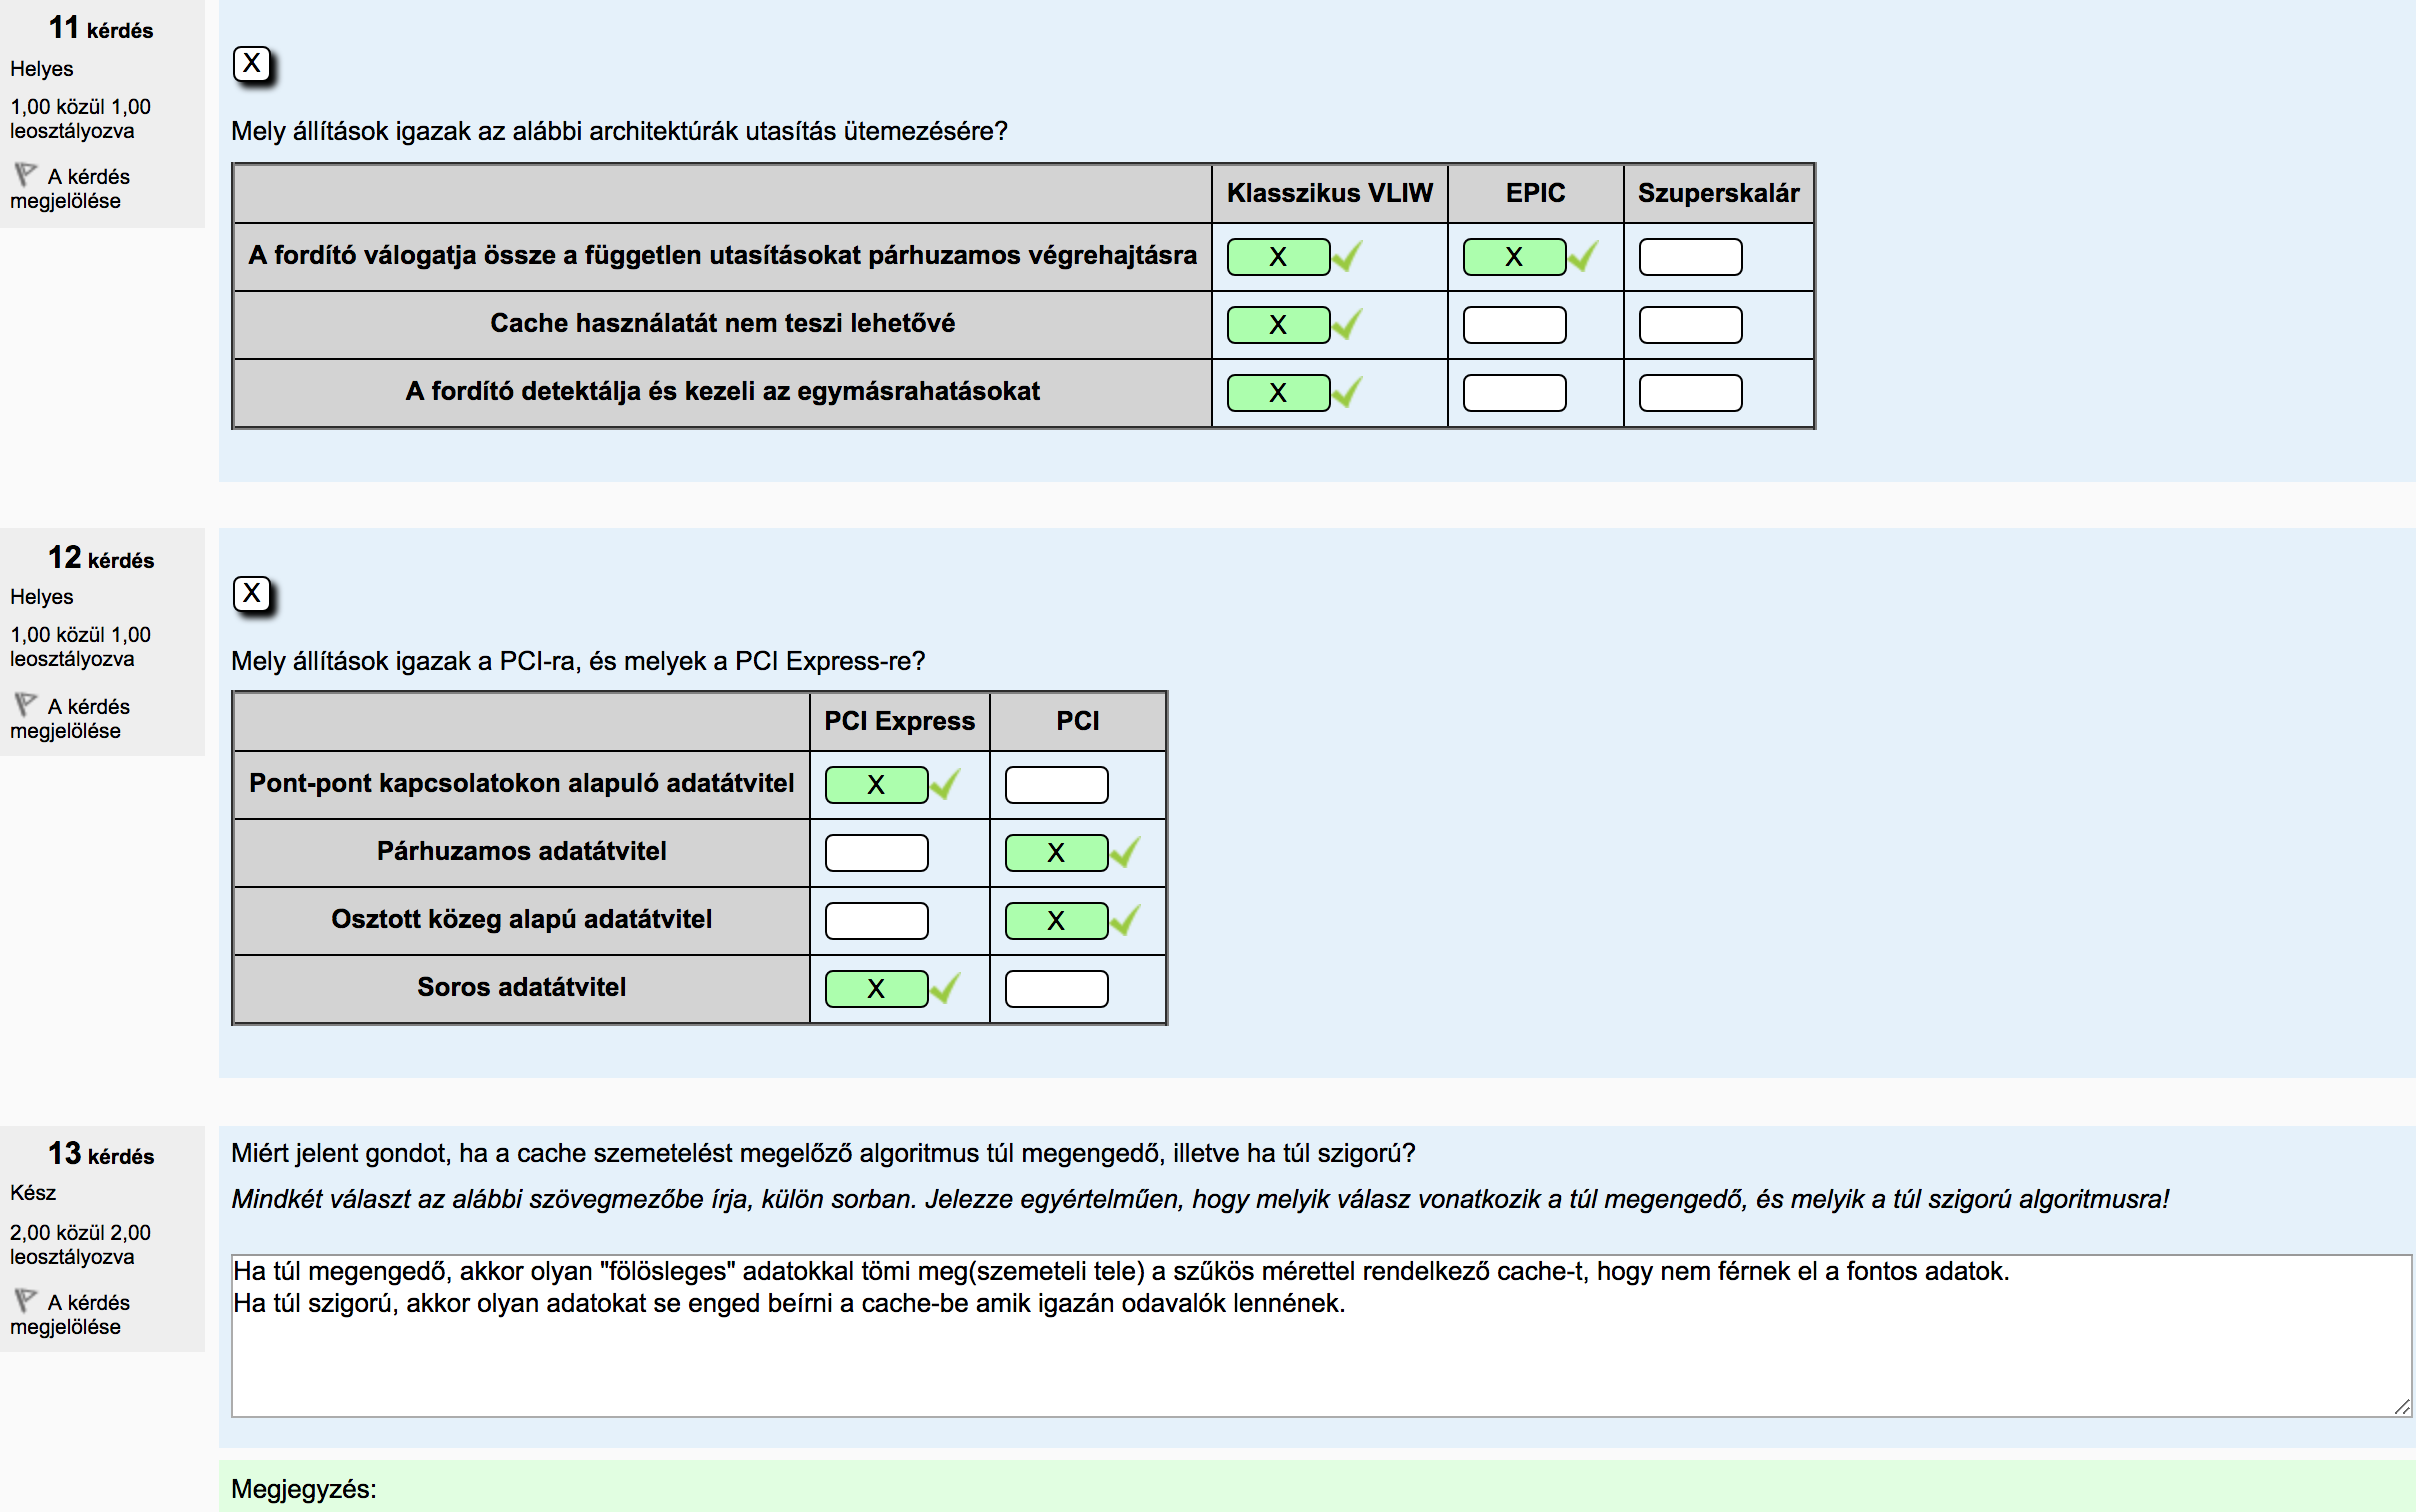 11 kérdés
Helyes
1,00 közül 1,00
leosztályozva
A kérdés
megjelölése
X
Mely állítások igazak az alábbi architektúrák utasítás ütemezésére?
Klasszikus VLIW EPIC Szuperskalár
A fordító válogatja össze a független utasításokat párhuzamos végrehajtásra X X
Cache használatát nem teszi lehetővé X
A fordító detektálja és kezeli az egymásrahatásokat X
12 kérdés
Helyes
1,00 közül 1,00
leosztályozva
A kérdés
megjelölése
X
Mely állítások igazak a PCI-ra, és melyek a PCI Express-re?
PCI Express PCI
Pont-pont kapcsolatokon alapuló adatátvitel X
Párhuzamos adatátvitel X
Osztott közeg alapú adatátvitel X
Soros adatátvitel X
13 kérdés
Kész
2,00 közül 2,00
leosztályozva
A kérdés
megjelölése
Miért jelent gondot, ha a cache szemetelést megelőző algoritmus túl megengedő, illetve ha túl szigorú?
Mindkét választ az alábbi szövegmezőbe írja, külön sorban. Jelezze egyértelműen, hogy melyik válasz vonatkozik a túl megengedő, és melyik a túl szigorú algoritmusra!
Ha túl megengedő, akkor olyan "fölösleges" adatokkal tömi meg(szemeteli tele) a szűkös mérettel rendelkező cache-t, hogy nem férnek el a fontos adatok.
Ha túl szigorú, akkor olyan adatokat se enged beírni a cache-be amik igazán odavalók lennének.
Megjegyzés: